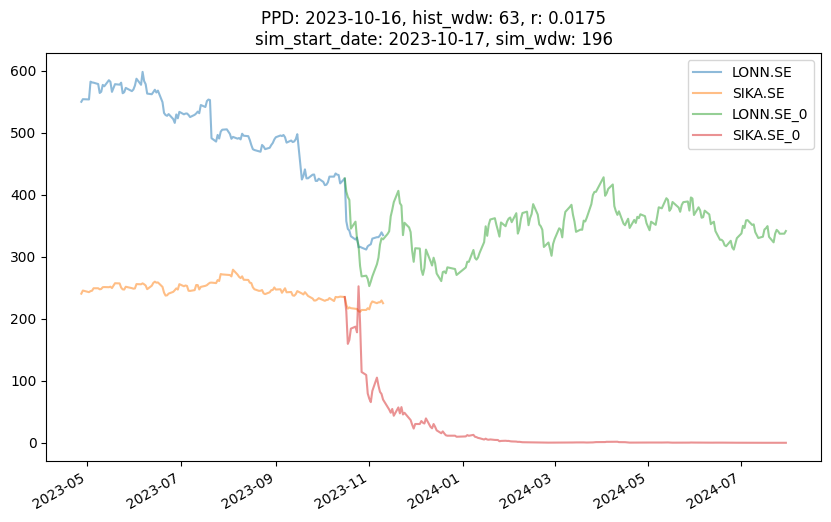 PPD: 2023-10-16, hist_wdw: 63, r: 0.0175
sim_start_date: 2023-10-17, sim_wdw: 196
LONN.SE
SIKA.SE
LONN.SE_0
SIKA.SE_0
600
500
400
300
200
100
0
2023-05
2023-07
2023-09
2023-11
2024-01
2024-03
2024-05
2024-07